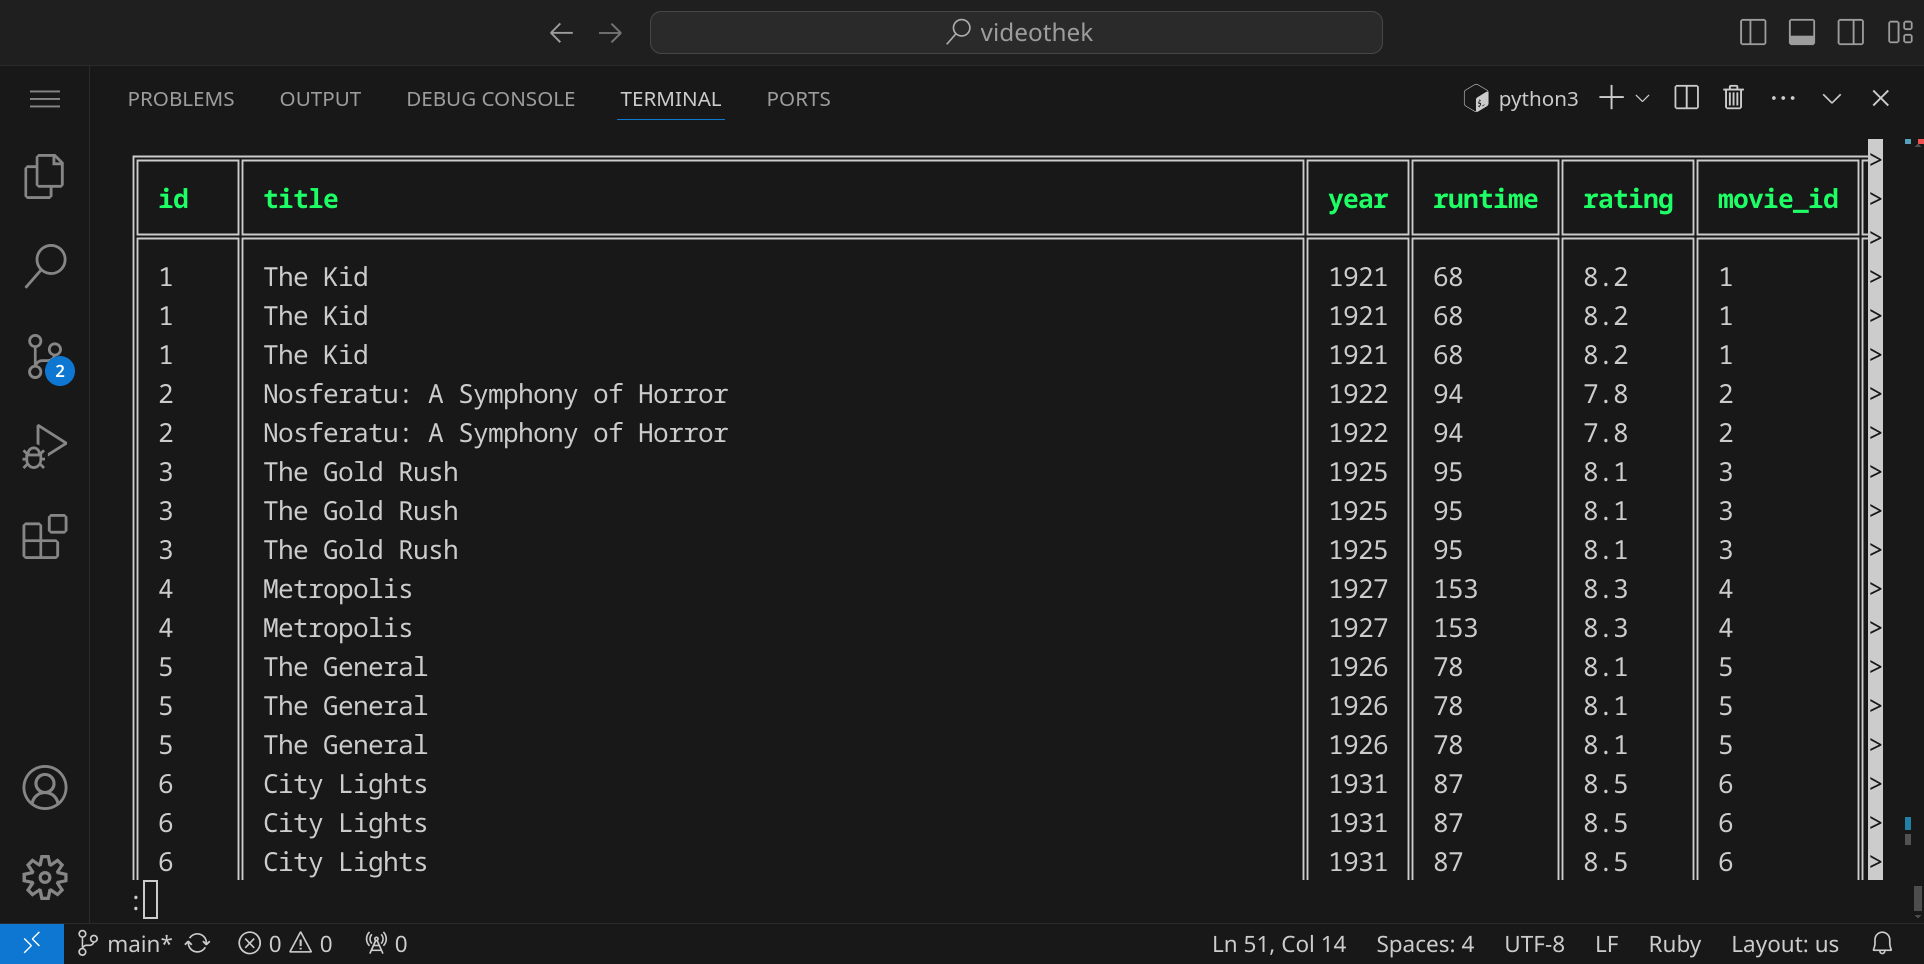 videothek
PROBLEMS OUTPUT DEBUG CONSOLE TERMINAL PORTS python3
id title year runtime rating movie_id >
1 The Kid 1921 68 8.2 1 >
1 The Kid 1921 68 8.2 1 >
1 The Kid 1921 68 8.2 1 >
2 Nosferatu: A Symphony of Horror 1922 94 7.8 2 >
2 Nosferatu: A Symphony of Horror 1922 94 7.8 2 >
3 The Gold Rush 1925 95 8.1 3 >
3 The Gold Rush 1925 95 8.1 3 >
3 The Gold Rush 1925 95 8.1 3 >
4 Metropolis 1927 153 8.3 4 >
4 Metropolis 1927 153 8.3 4 >
5 The General 1926 78 8.1 5 >
5 The General 1926 78 8.1 5 >
5 The General 1926 78 8.1 5 >
6 City Lights 1931 87 8.5 6 >
6 City Lights 1931 87 8.5 6 >
6 City Lights 1931 87 8.5 6 >
:
2
main* 0 0 0 Ln 51, Col 14 Spaces: 4 UTF-8 LF Ruby Layout: us